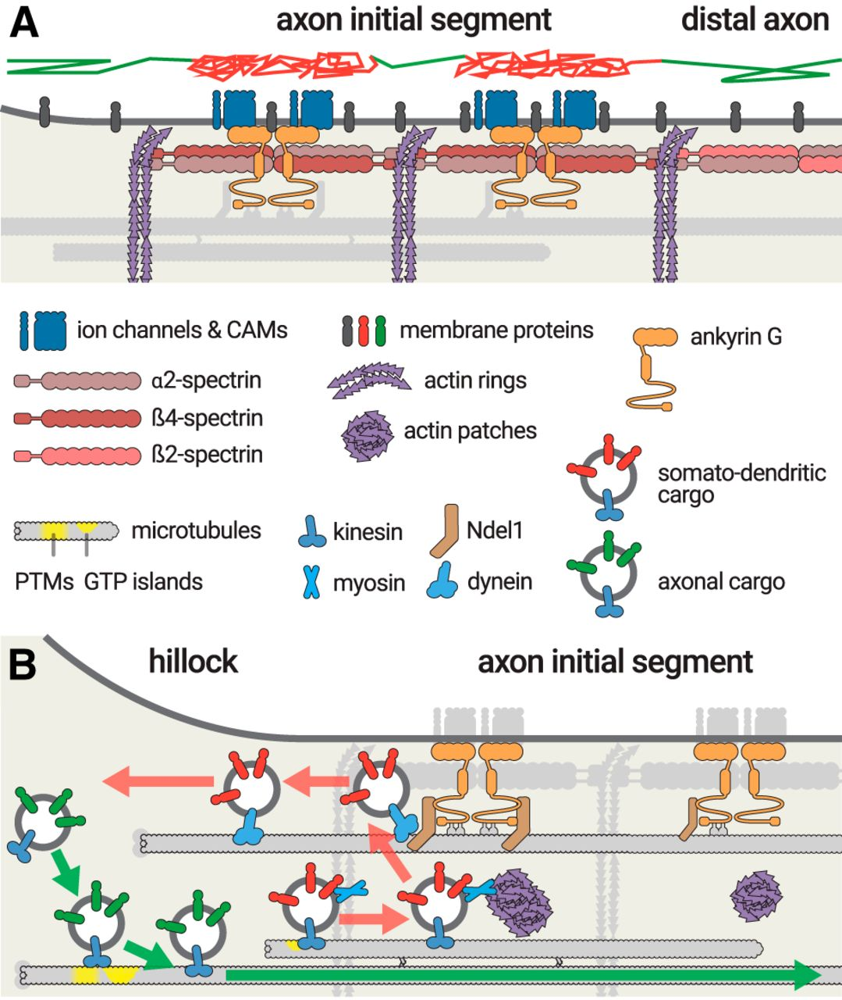 A
axon initial segment
distal axon
ion channels & CAMs
membrane proteins
ankyrin G
α2-spectrin
actin rings
ß4-spectrin
actin patches
ß2-spectrin
somato-dendritic
cargo
microtubules
kinesin
Ndel1
PTMs GTP islands
myosin
dynein
axonal cargo
B
hillock
axon initial segment